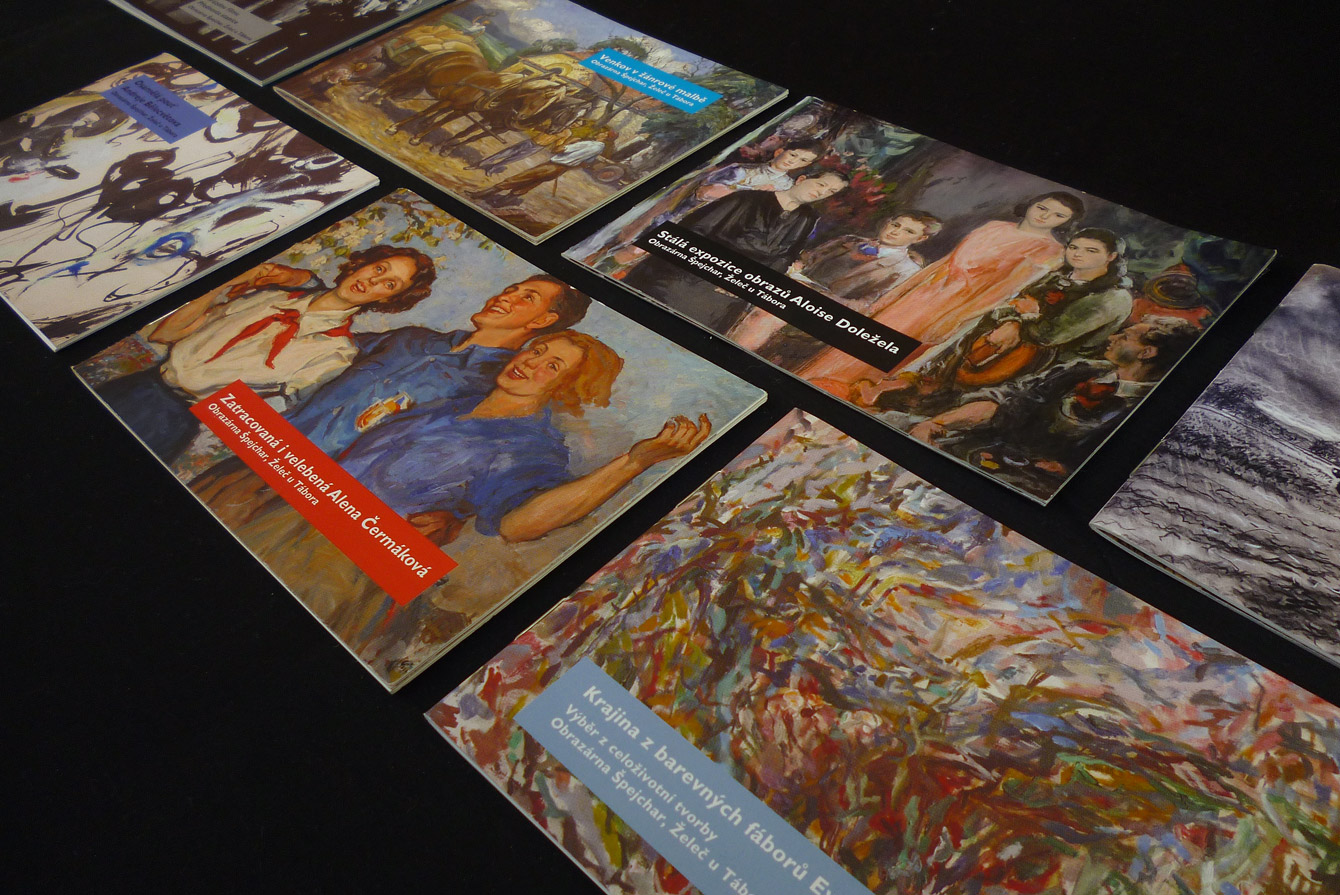 Venkov v žánrové malbě
Obrazárna Špejchar, Želeč u Tábora
Stálá expozice obrazů Aloise Doležela
Obrazárna Špejchar, Želeč u Tábora
Zatracovaná i velebená Alena Čermáková
Obrazárna Špejchar, Želeč u Tábora
Krajina z barevných fáborů
Výběr z celoživotní tvorby
Obrazárna Špejchar, Želeč u